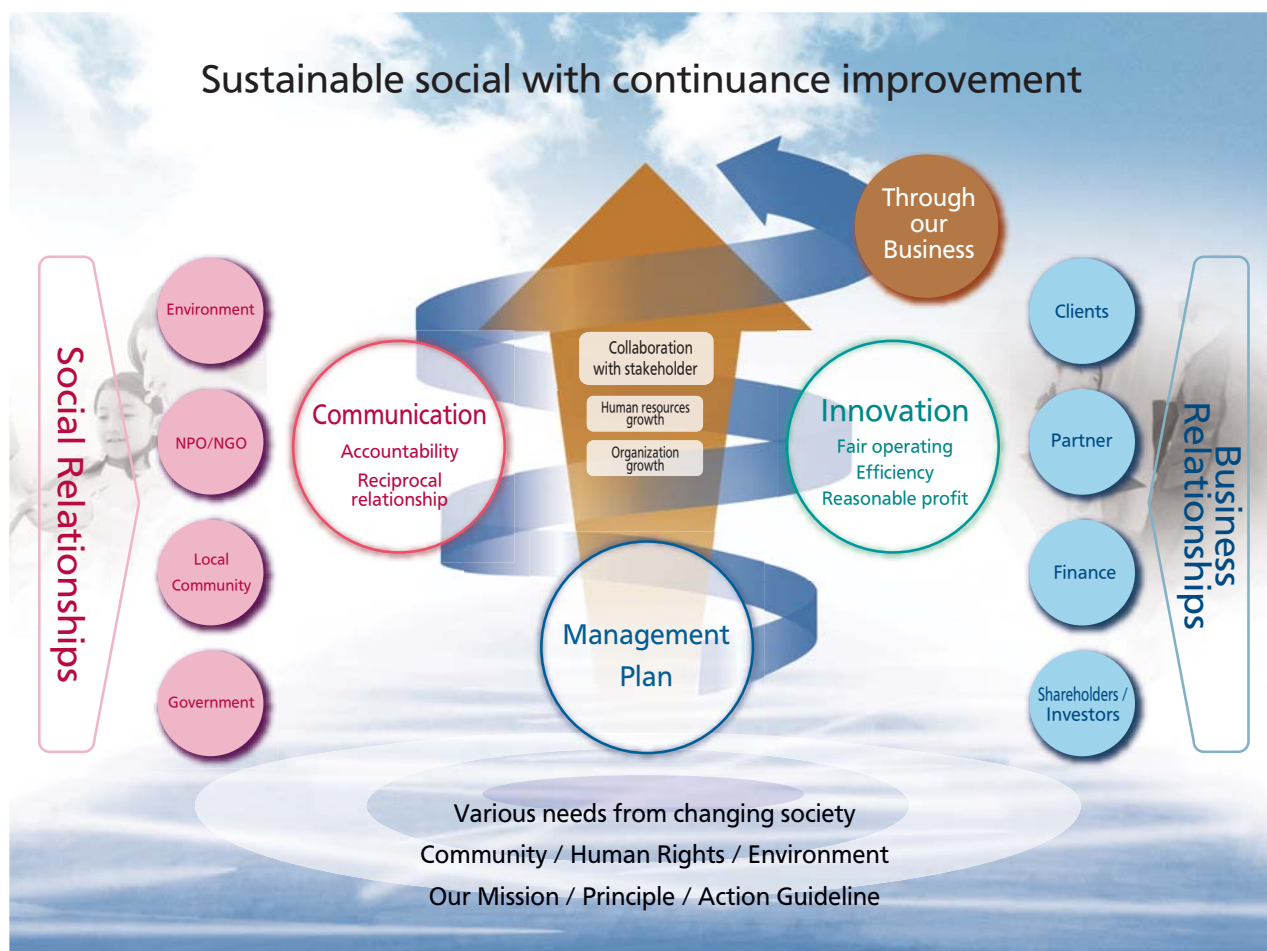 Sustainable social with continuance improvement
Through
our
Business
Social Relationships
Environment
NPO/NGO
Local
Community
Government
Communication
Accountability
Reciprocal
relationship
Collaboration
with stakeholder
Human resources
growth
Organization
growth
Innovation
Fair operating
Efficiency
Reasonable profit
Management
Plan
Clients
Partner
Finance
Shareholders /
Investors
Business
Relationships
Various needs from changing society
Community / Human Rights / Environment
Our Mission / Principle / Action Guideline